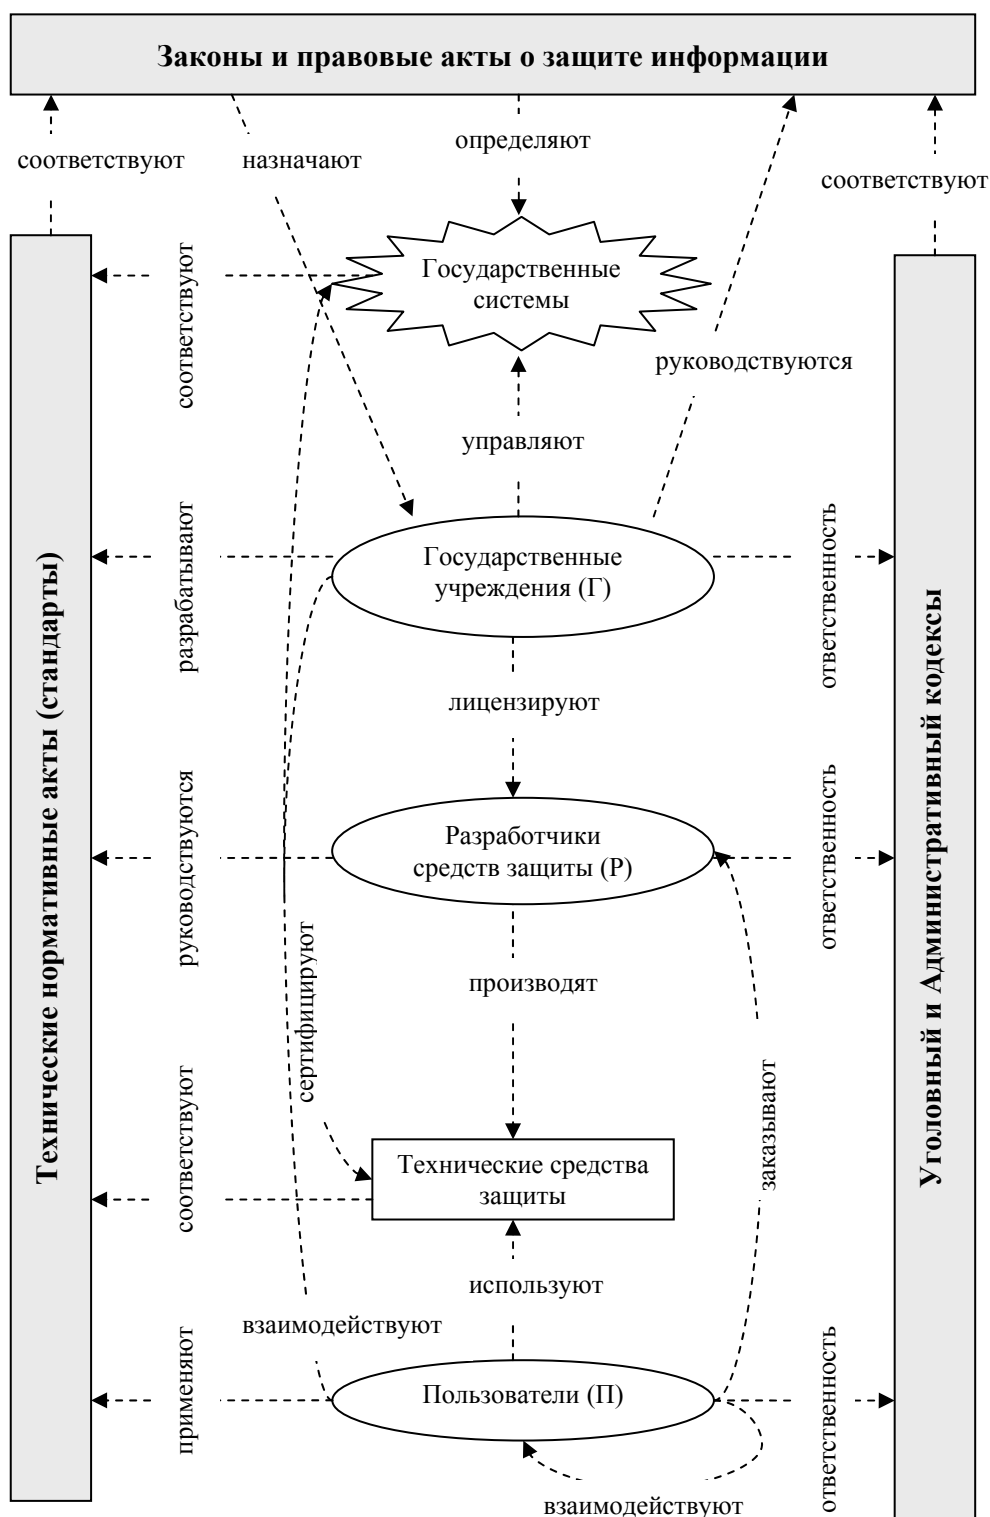 Законы и правовые акты о защите информации
соответствуют
назначают
определяют
соответствуют
Государственные
системы
соответствуют
руководствуются
управляют
Государственные
учреждения (Г)
разрабатывают
ответственность
лицензируют
Разработчики
средств защиты (Р)
руководствуются
ответственность
производят
сертифицируют
Технические средства
защиты
соответствуют
заказывают
используют
взаимодействуют
Пользователи (П)
применяют
ответственность
взаимодействуют
Технические нормативные акты (стандарты)
Уголовный и Административный кодексы